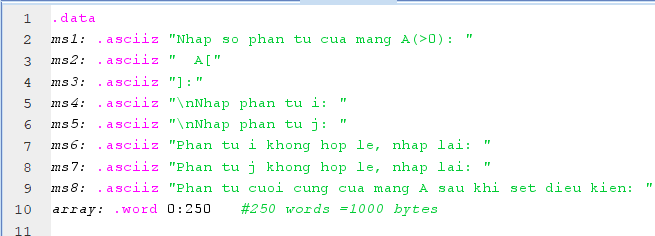 1 .data
2 ms1: .asciiz "Nhap so phan tu cua mang A(>0): "
3 ms2: .asciiz "  A["
4 ms3: .asciiz "]:"
5 ms4: .asciiz "\nNhap phan tu i: "
6 ms5: .asciiz "\nNhap phan tu j: "
7 ms6: .asciiz "Phan tu i khong hop le, nhap lai: "
8 ms7: .asciiz "Phan tu j khong hop le, nhap lai: "
9 ms8: .asciiz "Phan tu cuoi cung cua mang A sau khi set dieu kien: "
10 array: .word 0:250   #250 words =1000 bytes
11